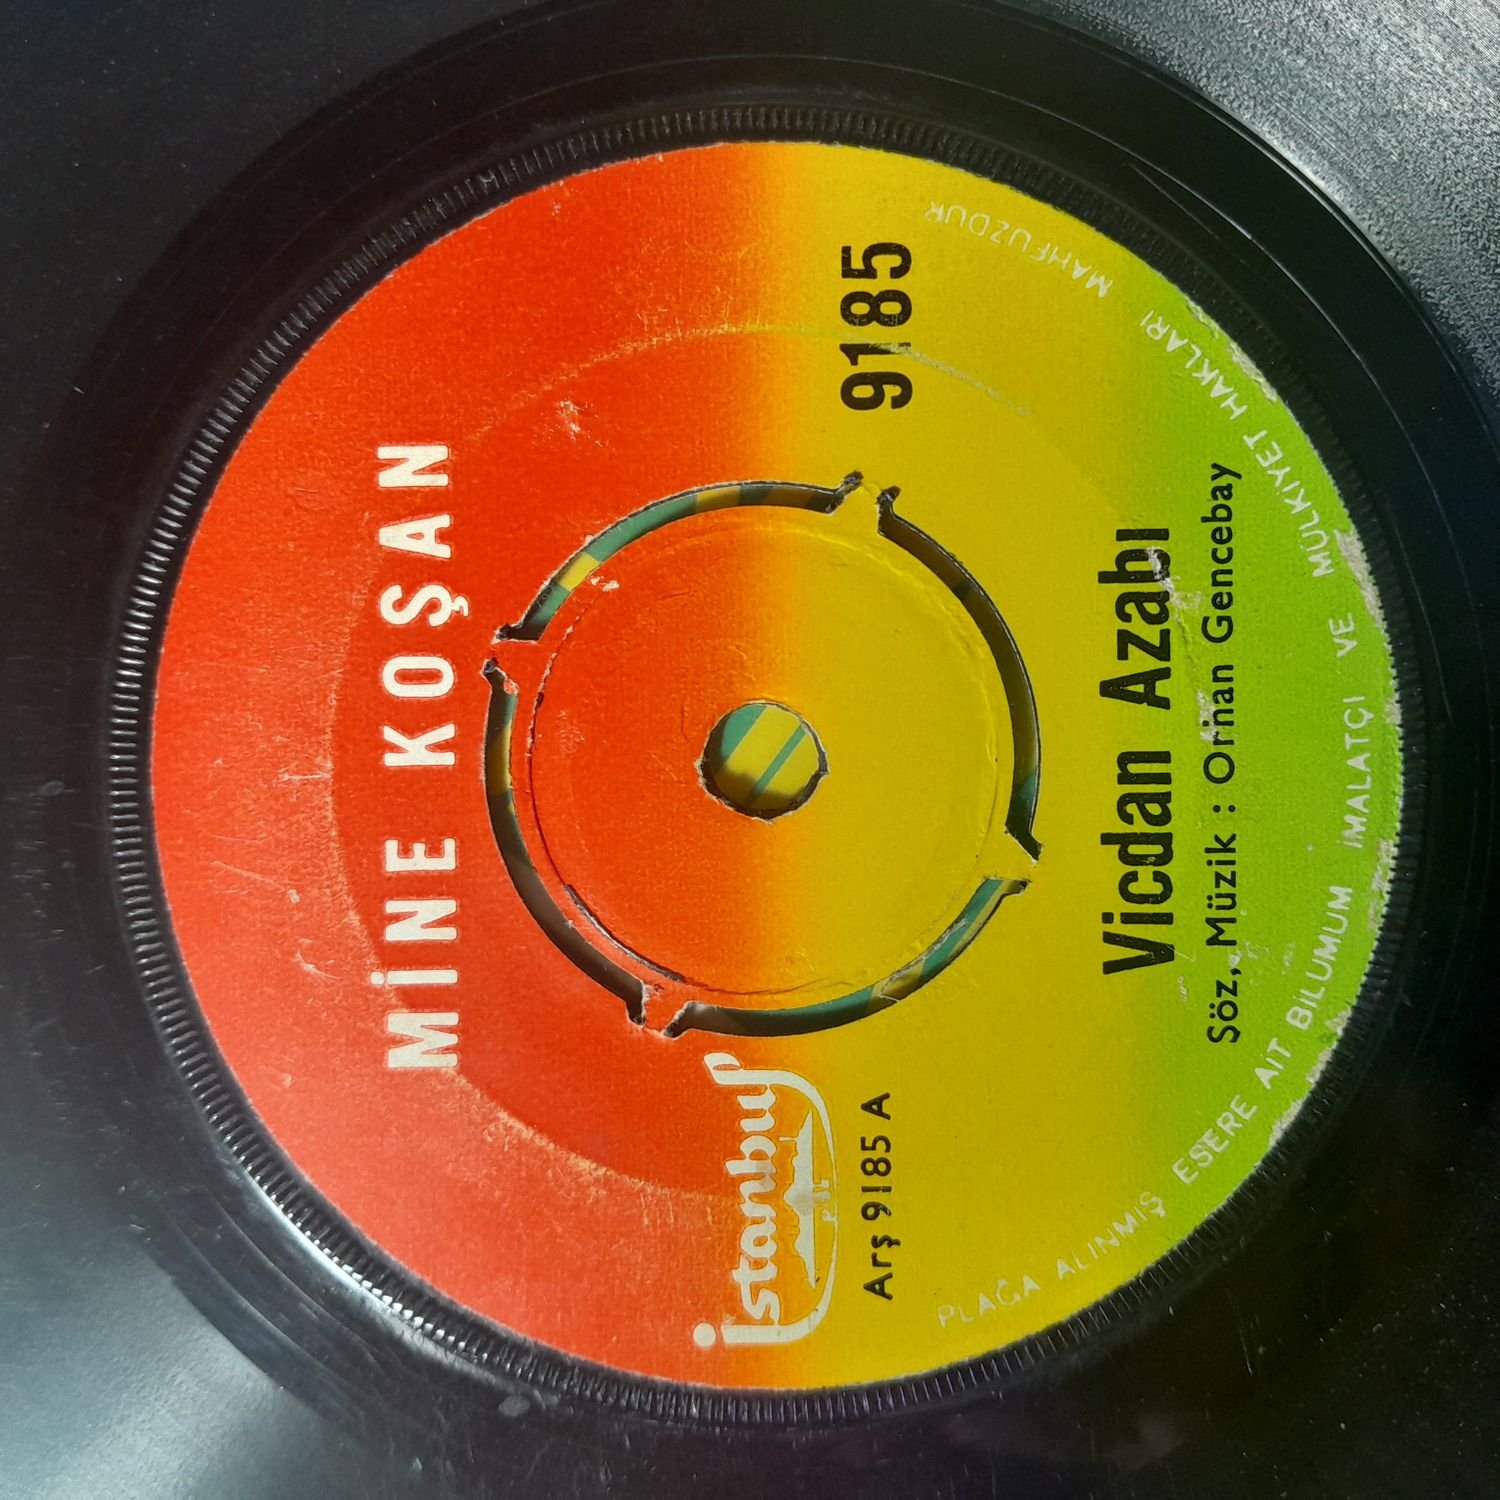 MİNE KOŞAN
İstanbul
PLAK
9185
Arş 9185 A
Vicdan Azabı
Söz, Müzik : Orhan Gencebay
PLAĞA ALINMIŞ ESERE AİT BİLUMUM İMALATÇI VE MÜLKİYET HAKLARI MAHFUZDUR